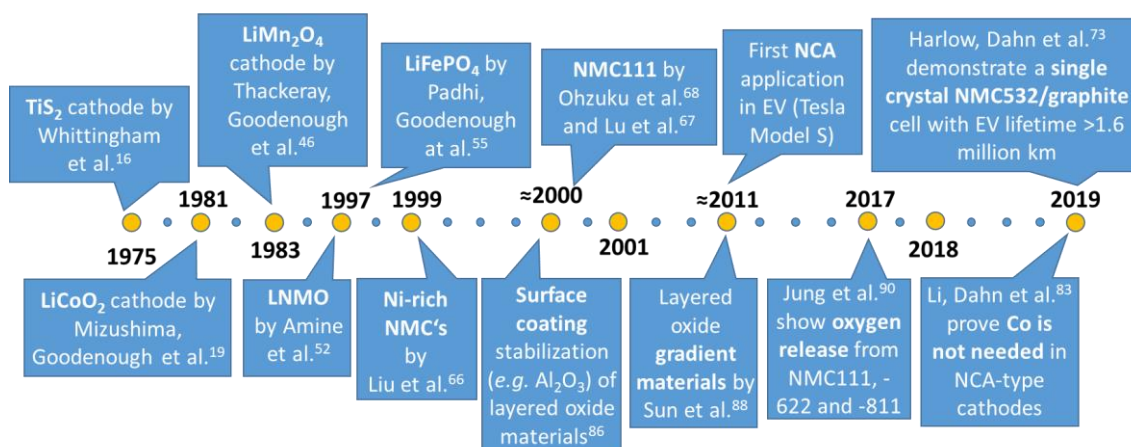 TiS₂ cathode by
Whittingham
et al.¹⁶
LiMn₂O₄
cathode by
Thackeray,
Goodenough
et al.⁴⁶
LiFePO₄ by
Padhi,
Goodenough
at al.⁵⁵
NMC111 by
Ohzuku et al.⁶⁸
and Lu et al.⁶⁷
First NCA
application
in EV (Tesla
Model S)
Harlow, Dahn et al.⁷³
demonstrate a single
crystal NMC532/graphite
cell with EV lifetime >1.6
million km
1981
1997
1999
≈2000
≈2011
2017
2019
1975
1983
2001
2018
LiCoO₂ cathode by
Mizushima,
Goodenough et al.¹⁹
LNMO
by Amine
et al.⁵²
Ni-rich
NMC‘s
by
Liu et al.⁶⁶
Surface
coating
stabilization
(e.g. Al₂O₃) of
layered oxide
materials⁸⁶
Layered
oxide
gradient
materials by
Sun et al.⁸⁸
Jung et al.⁹⁰
show oxygen
release from
NMC111, -
622 and -811
Li, Dahn et al.⁸³
prove Co is
not needed in
NCA-type
cathodes